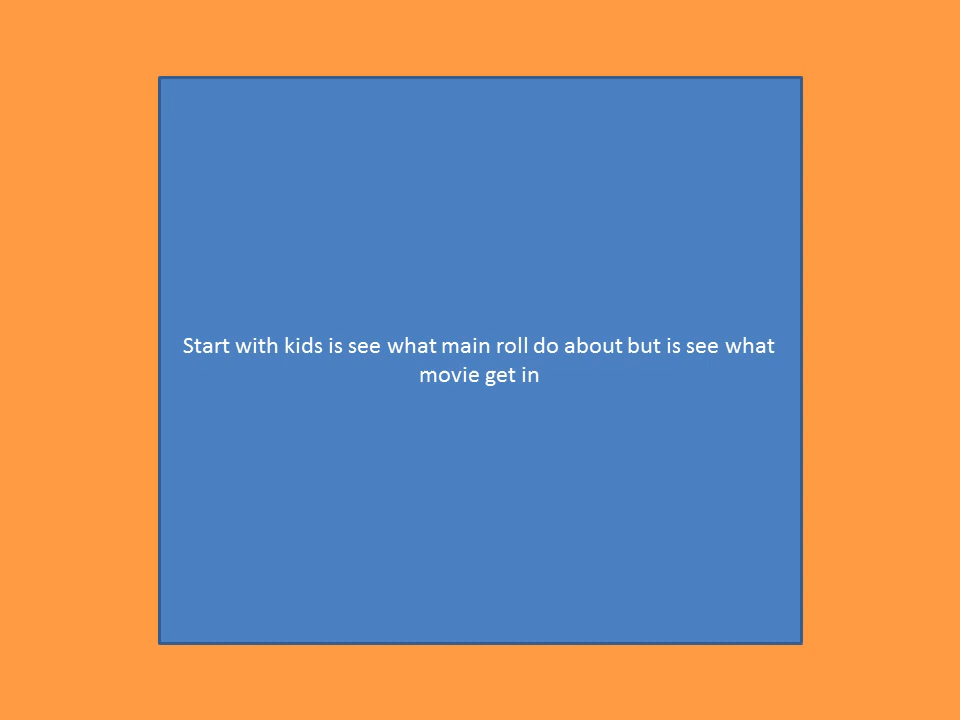 Start with kids is see what main roll do about but is see what
movie get in